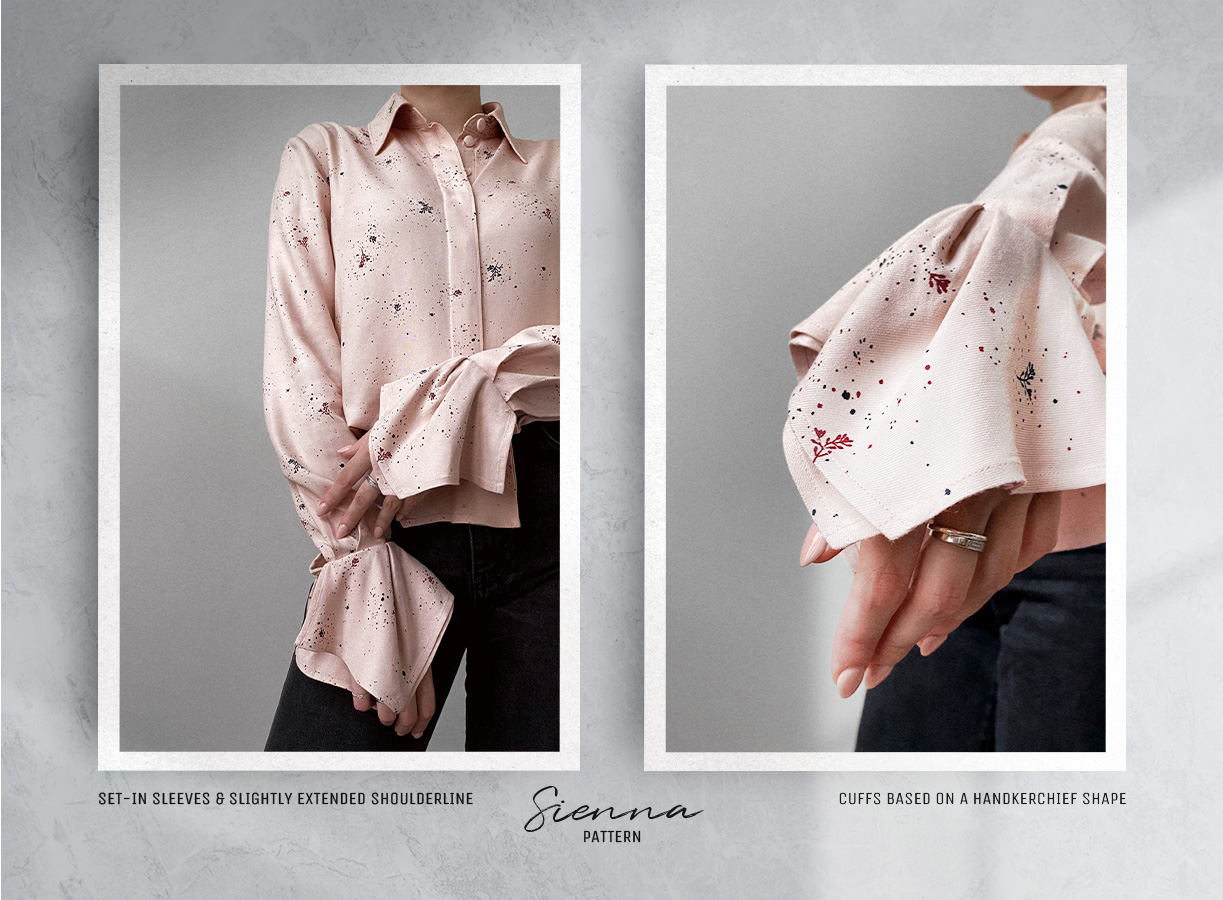 SET-IN SLEEVES & SLIGHTLY EXTENDED SHOULDERLINE
Sienna
PATTERN
CUFFS BASED ON A HANDKERCHIEF SHAPE